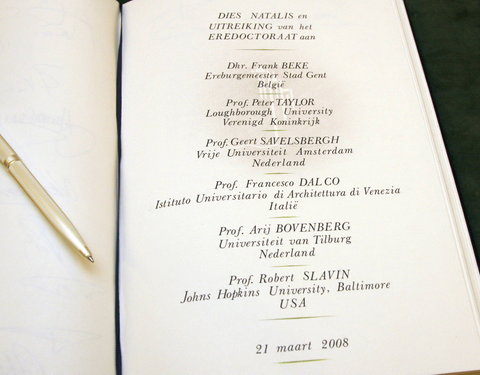 DIES NATALIS en
UITREIKING van het
EREDOCTORAAT aan
Dhr. Frank BEKE
Ereburgemeester Stad Gent
België
Prof. Peter TAYLOR
Loughborough University
Verenigd Koninkrijk
Prof. Geert SAVELSBERGH
Vrije Universiteit Amsterdam
Nederland
Prof. Francesco DAL CO
Istituto Universitario di Architettura di Venezia
Italië
Prof. Arij BOVENBERG
Universiteit van Tilburg
Nederland
Prof. Robert SLAVIN
Johns Hopkins University, Baltimore
USA
21 maart 2008